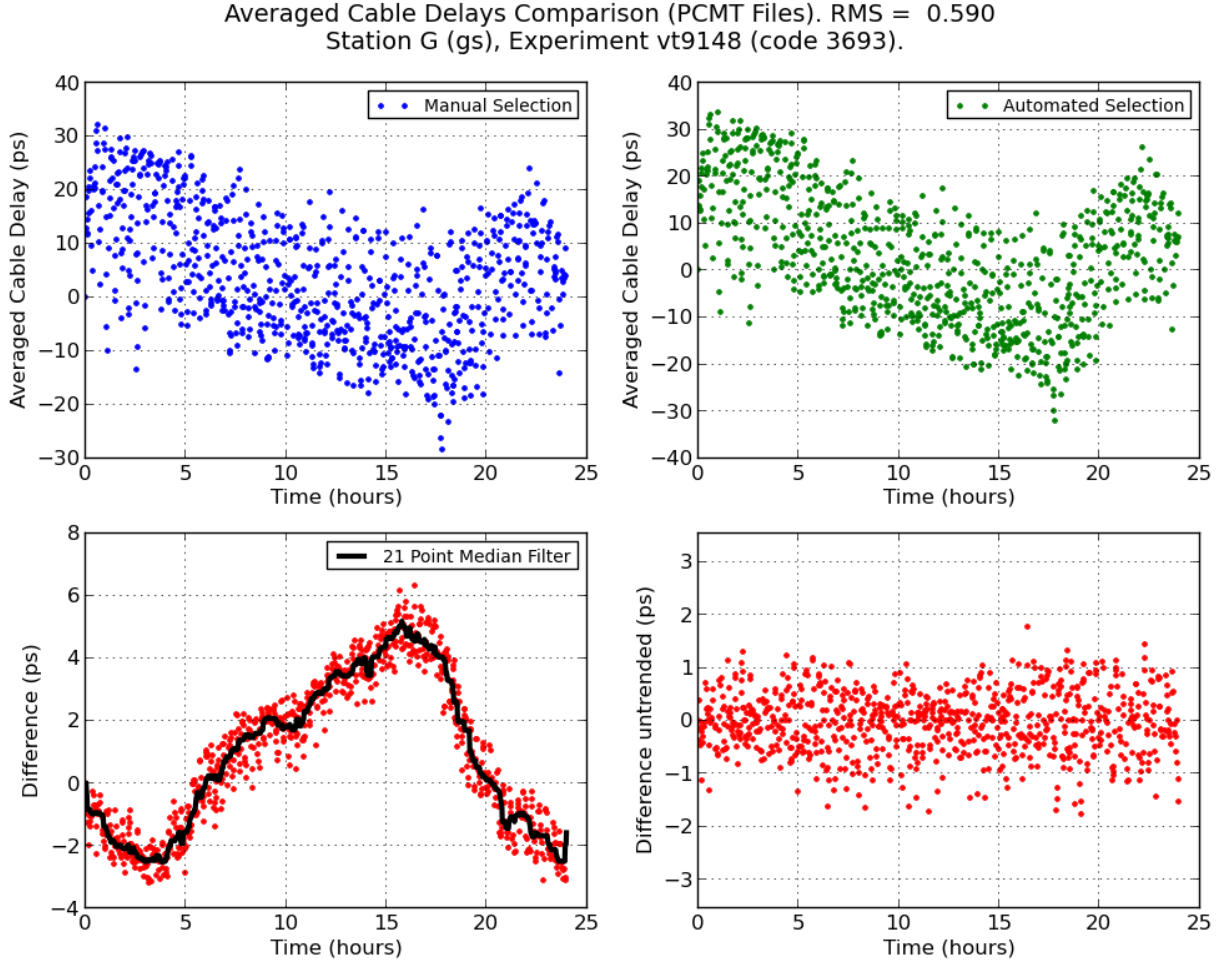 Averaged Cable Delays Comparison (PCMT Files). RMS =  0.590
Station G (gs), Experiment vt9148 (code 3693).
Manual Selection
Averaged Cable Delay (ps)
40
30
20
10
0
−10
−20
−30
0 5 10 15 20 25
Time (hours)
Automated Selection
Averaged Cable Delay (ps)
40
30
20
10
0
−10
−20
−30
−40
0 5 10 15 20 25
Time (hours)
21 Point Median Filter
Difference (ps)
8
6
4
2
0
−2
−4
0 5 10 15 20 25
Time (hours)
Difference untrended (ps)
3
2
1
0
−1
−2
−3
0 5 10 15 20 25
Time (hours)